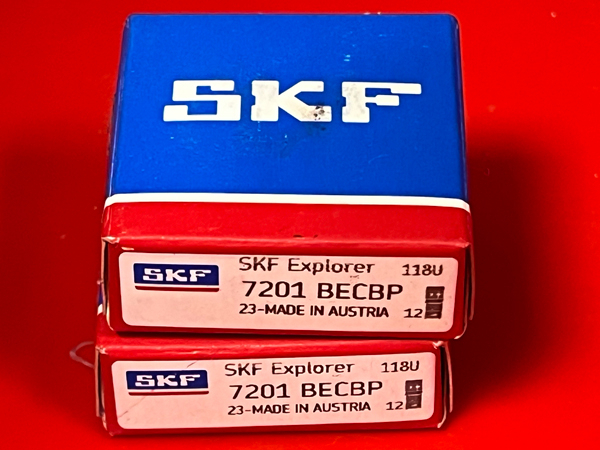 SKF
SKF
SKF Explorer 118U
7201 BECBP
23-MADE IN AUSTRIA 12
SKF
SKF Explorer 118U
7201 BECBP
23-MADE IN AUSTRIA 12